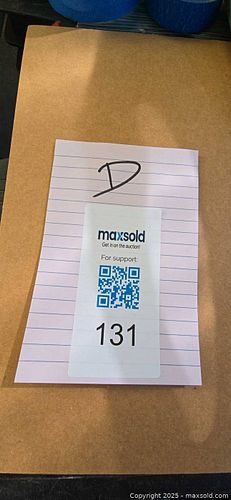 D
maxsold
Get in on the auction!
For support:
131
Copyright 2025 - maxsold.com